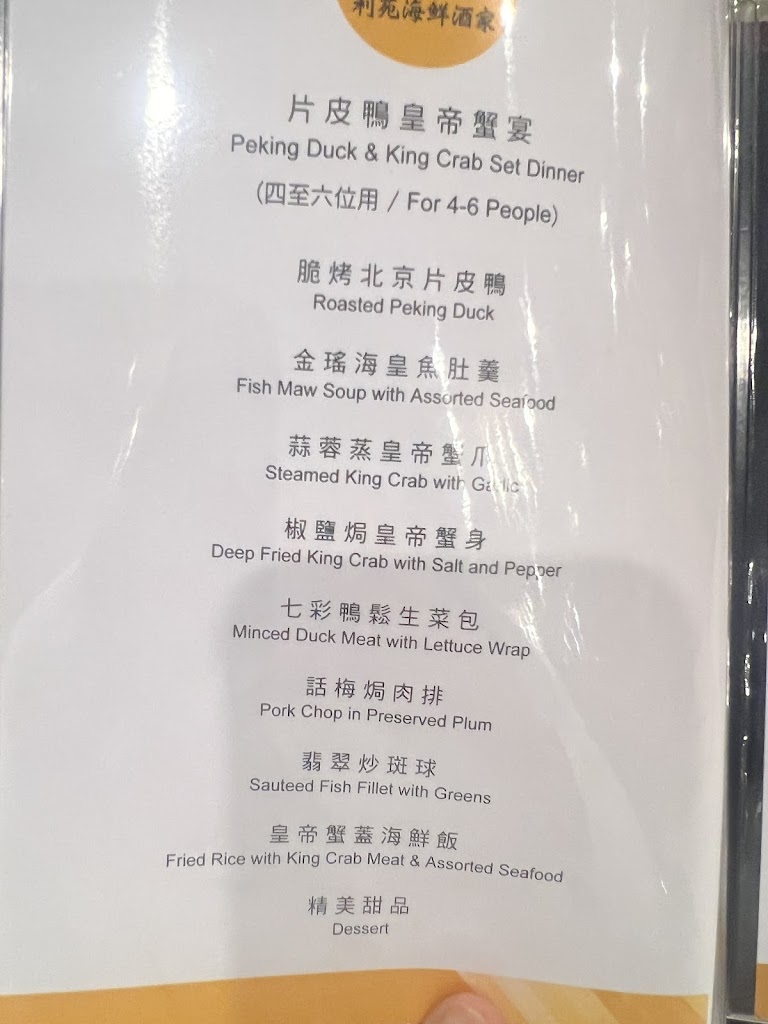 利苑海鮮酒家
片皮鴨皇帝蟹宴
Peking Duck & King Crab Set Dinner
(四至六位用 / For 4-6 People)
脆烤北京片皮鴨
Roasted Peking Duck
金瑤海皇魚肚羹
Fish Maw Soup with Assorted Seafood
蒜蓉蒸皇帝蟹爪
Steamed King Crab with Garlic
椒鹽焗皇帝蟹身
Deep Fried King Crab with Salt and Pepper
七彩鴨鬆生菜包
Minced Duck Meat with Lettuce Wrap
話梅焗肉排
Pork Chop in Preserved Plum
翡翠炒斑球
Sauteed Fish Fillet with Greens
皇帝蟹蓋海鮮飯
Fried Rice with King Crab Meat & Assorted Seafood
精美甜品
Dessert